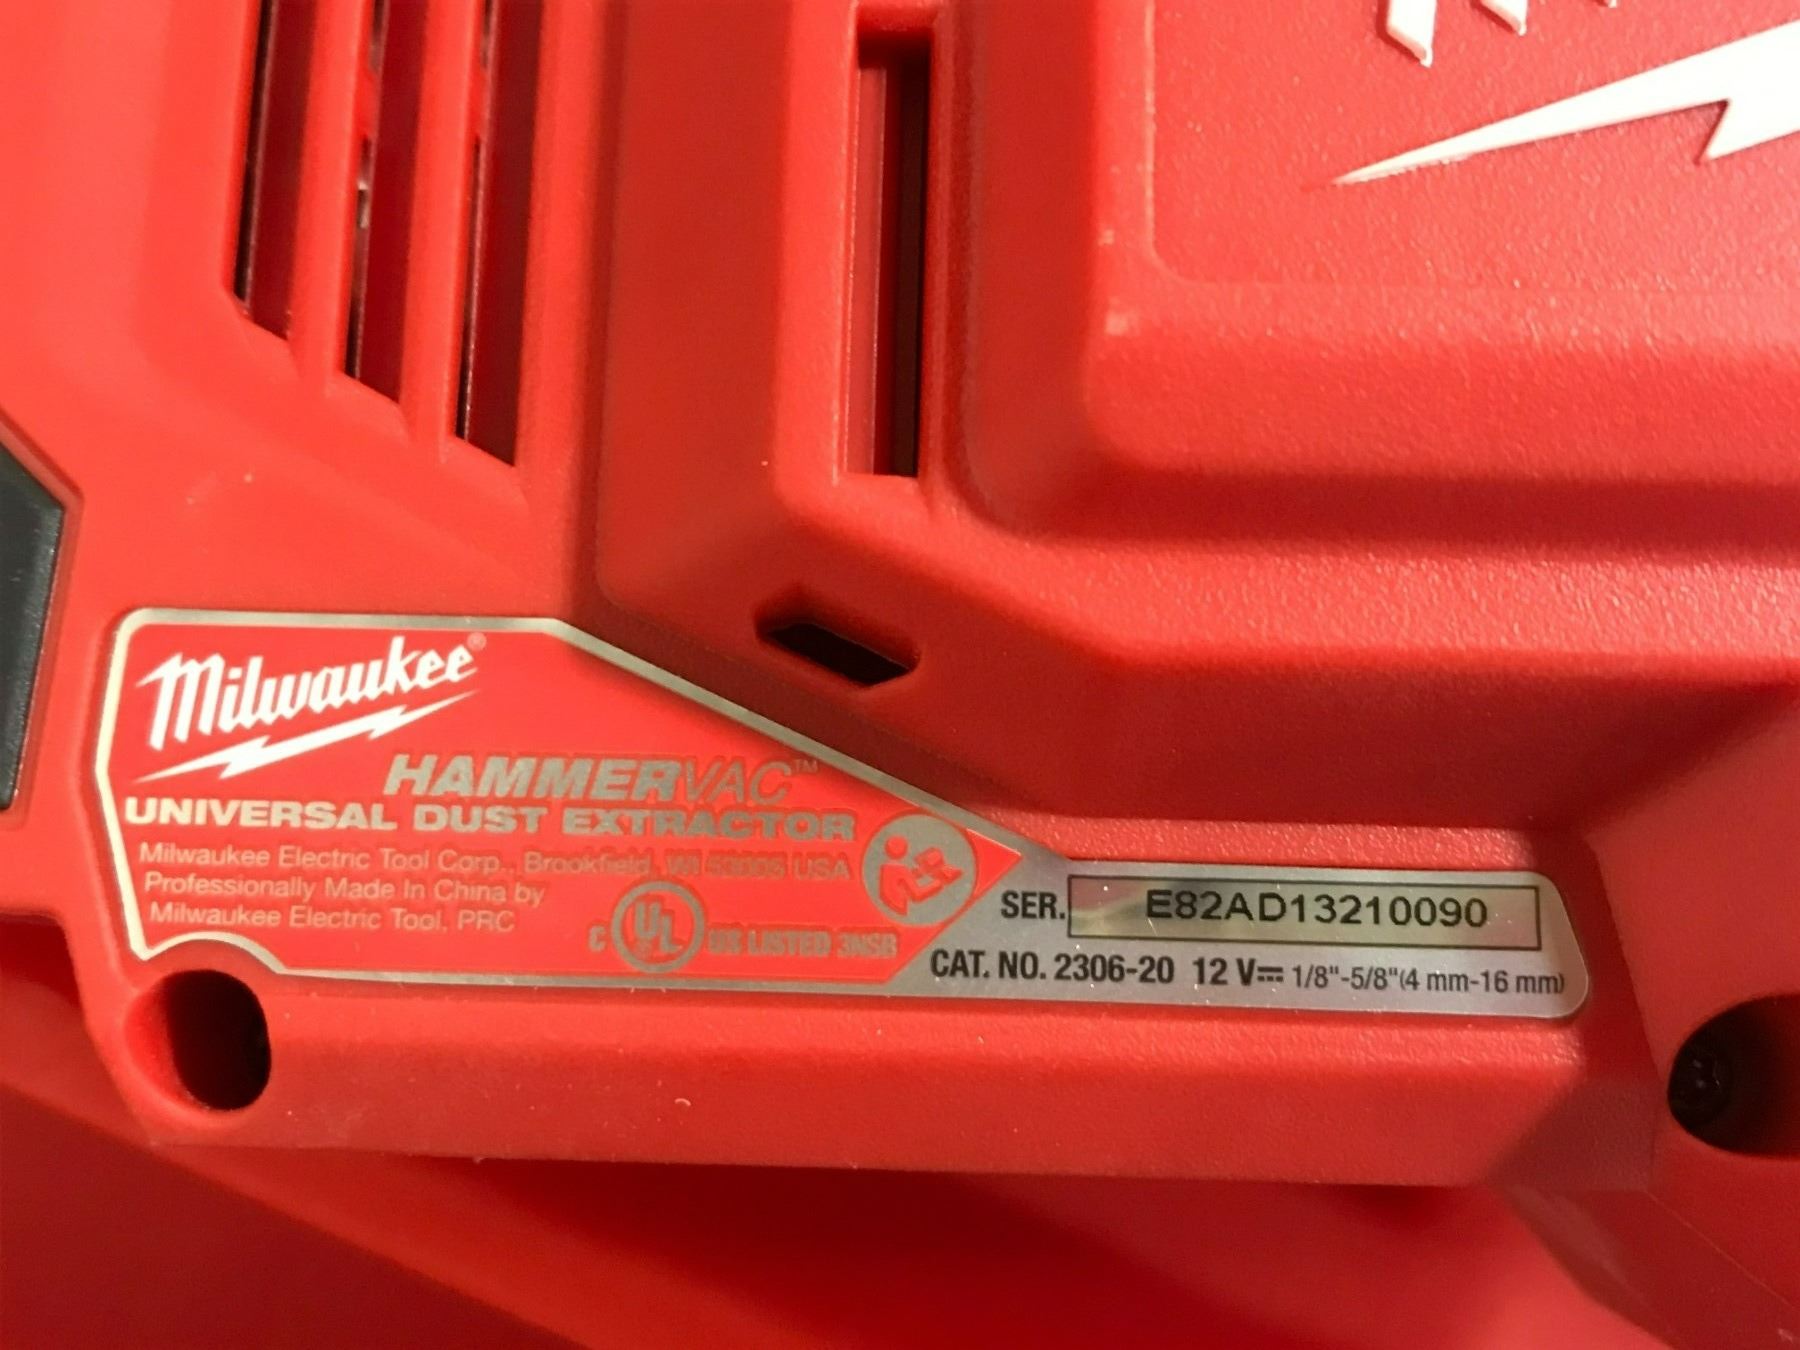 Milwaukee®
HAMMERVAC™
UNIVERSAL DUST EXTRACTOR
Milwaukee Electric Tool Corp., Brookfield, WI 53005 USA
Professionally Made In China by
Milwaukee Electric Tool, PRC
C UL US LISTED 3NSB
SER. E82AD13210090
CAT. NO. 2306-20 12 V⎓ 1/8"-5/8"(4 mm-16 mm)